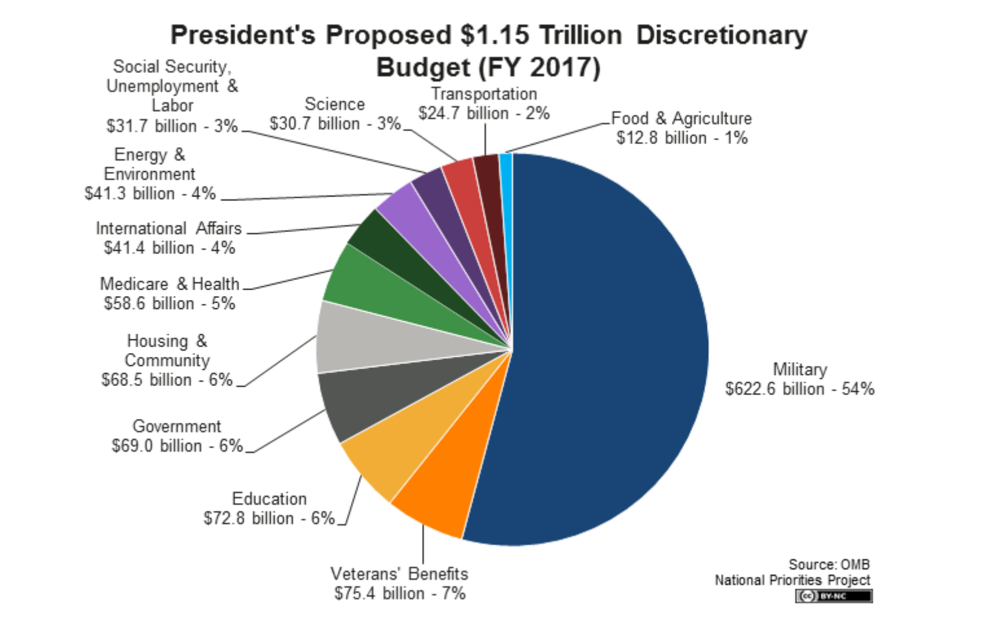 President's Proposed $1.15 Trillion Discretionary
Budget (FY 2017)
Social Security,
Unemployment &
Labor
$31.7 billion - 3%
Science
$30.7 billion - 3%
Transportation
$24.7 billion - 2%
Food & Agriculture
$12.8 billion - 1%
Energy &
Environment
$41.3 billion - 4%
International Affairs
$41.4 billion - 4%
Medicare & Health
$58.6 billion - 5%
Housing &
Community
$68.5 billion - 6%
Government
$69.0 billion - 6%
Education
$72.8 billion - 6%
Veterans' Benefits
$75.4 billion - 7%
Military
$622.6 billion - 54%
Source: OMB
National Priorities Project
cc BY-NC